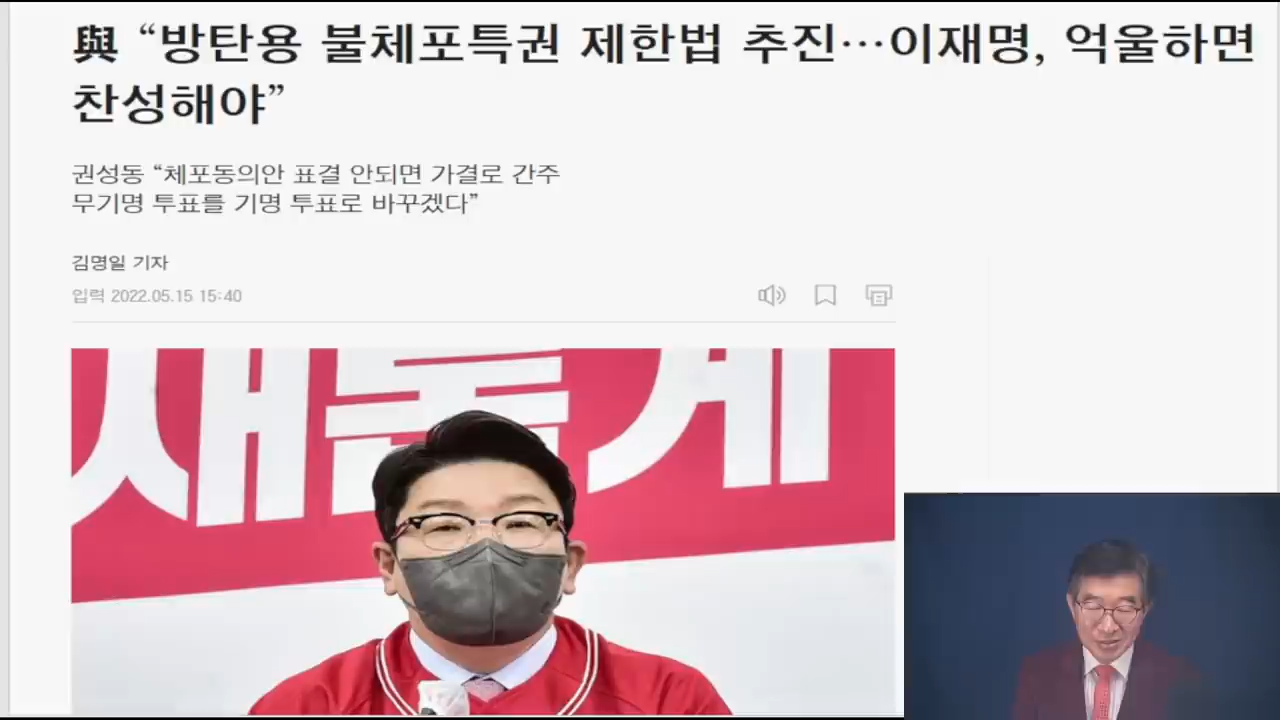 與 “방탄용 불체포특권 제한법 추진…이재명, 억울하면
찬성해야”
권성동 “체포동의안 표결 안되면 가결로 간주
무기명 투표를 기명 투표로 바꾸겠다”
김명일 기자
입력 2022.05.15 15:40